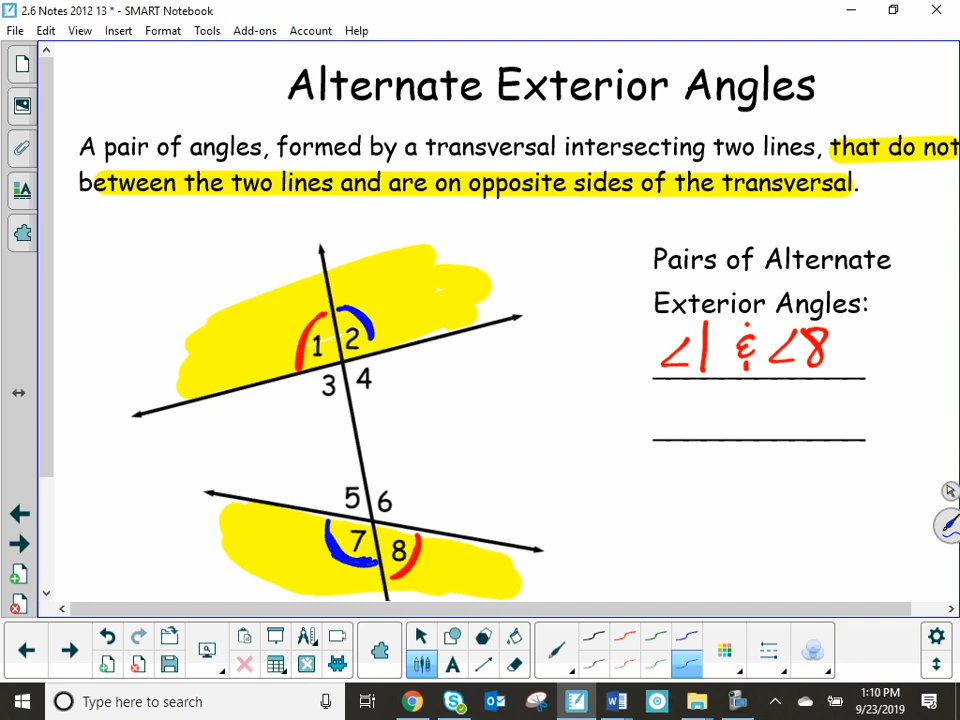 2.6 Notes 2012 13 * - SMART Notebook
File Edit View Insert Format Tools Add-ons Account Help
Alternate Exterior Angles
A pair of angles, formed by a transversal intersecting two lines, that do not
between the two lines and are on opposite sides of the transversal.
Pairs of Alternate
Exterior Angles:
∠1 & ∠8
1 2
3 4
5 6
7 8
Type here to search
1:10 PM
9/23/2019